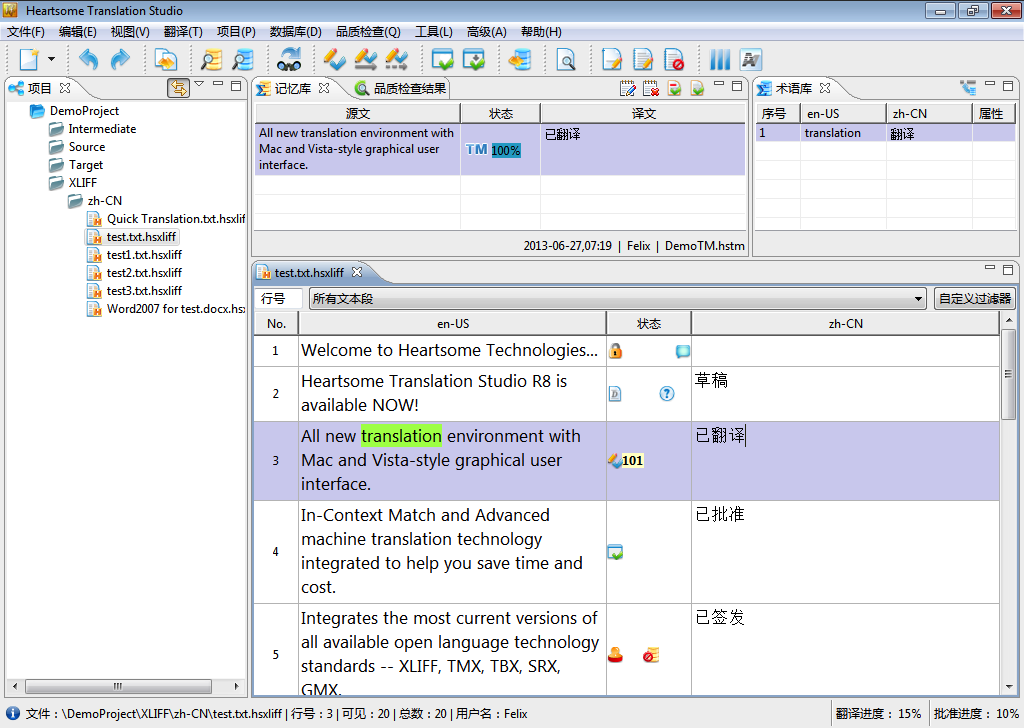 Heartsome Translation Studio
文件(F) 编辑(E) 视图(V) 翻译(T) 项目(P) 数据库(D) 品质检查(Q) 工具(L) 高级(A) 帮助(H)
项目
DemoProject
Intermediate
Source
Target
XLIFF
zh-CN
Quick Translation.txt.hsxlif
test.txt.hsxliff
test1.txt.hsxliff
test2.txt.hsxliff
test3.txt.hsxliff
Word2007 for test.docx.hs
记忆库 品质检查结果
源文 状态 译文
All new translation environment with
Mac and Vista-style graphical user
interface.
TM 100%
已翻译
2013-06-27,07:19 | Felix | DemoTM.hstm
术语库
序号 en-US zh-CN 属性
1 translation 翻译
test.txt.hsxliff
行号 所有文本段 自定义过滤器
No. en-US 状态 zh-CN
1 Welcome to Heartsome Technologies...
2 Heartsome Translation Studio R8 is
available NOW!
草稿
3 All new translation environment with
Mac and Vista-style graphical user
interface.
101
已翻译
4 In-Context Match and Advanced
machine translation technology
integrated to help you save time and
cost.
已批准
5 Integrates the most current versions of
all available open language technology
standards -- XLIFF, TMX, TBX, SRX,
GMX.
已签发
文件：\DemoProject\XLIFF\zh-CN\test.txt.hsxliff | 行号：3 | 可见：20 | 总数：20 | 用户名：Felix
翻译进度：15% 批准进度：10%